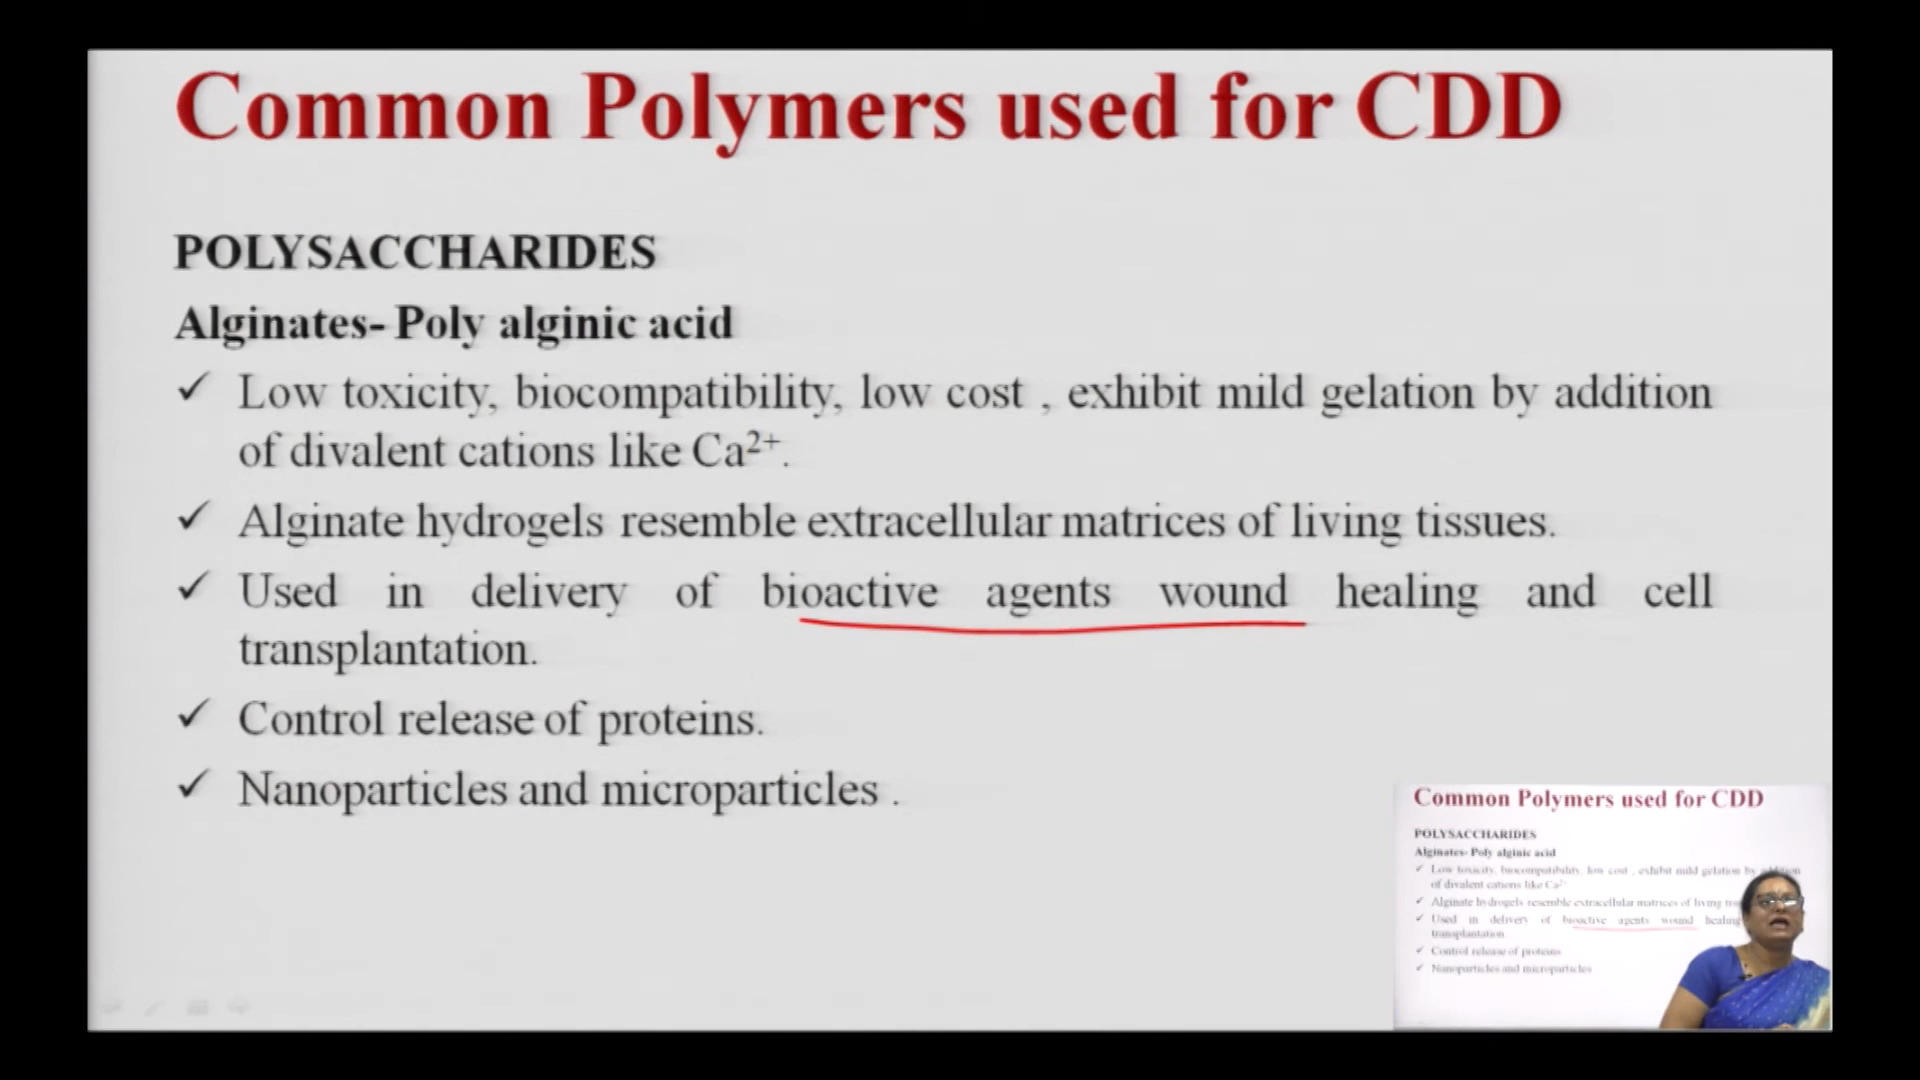 Common Polymers used for CDD
POLYSACCHARIDES
Alginates- Poly alginic acid
✓ Low toxicity, biocompatibility, low cost , exhibit mild gelation by addition
of divalent cations like Ca²⁺.
✓ Alginate hydrogels resemble extracellular matrices of living tissues.
✓ Used in delivery of bioactive agents wound healing and cell
transplantation.
✓ Control release of proteins.
✓ Nanoparticles and microparticles .
Common Polymers used for CDD
POLYSACCHARIDES
Alginates- Poly alginic acid
✓ Low toxicity, biocompatibility, low cost , exhibit mild gelation by addition
of divalent cations like Ca²⁺
✓ Alginate hydrogels resemble extracellular matrices of living
✓ Used in delivery of bioactive agents wound healing
transplantation
✓ Control release of proteins
✓ Nanoparticles and microparticles